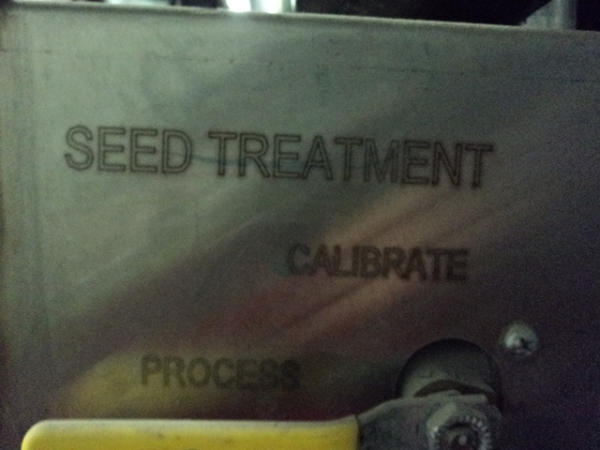 SEED TREATMENT
CALIBRATE
PROCESS